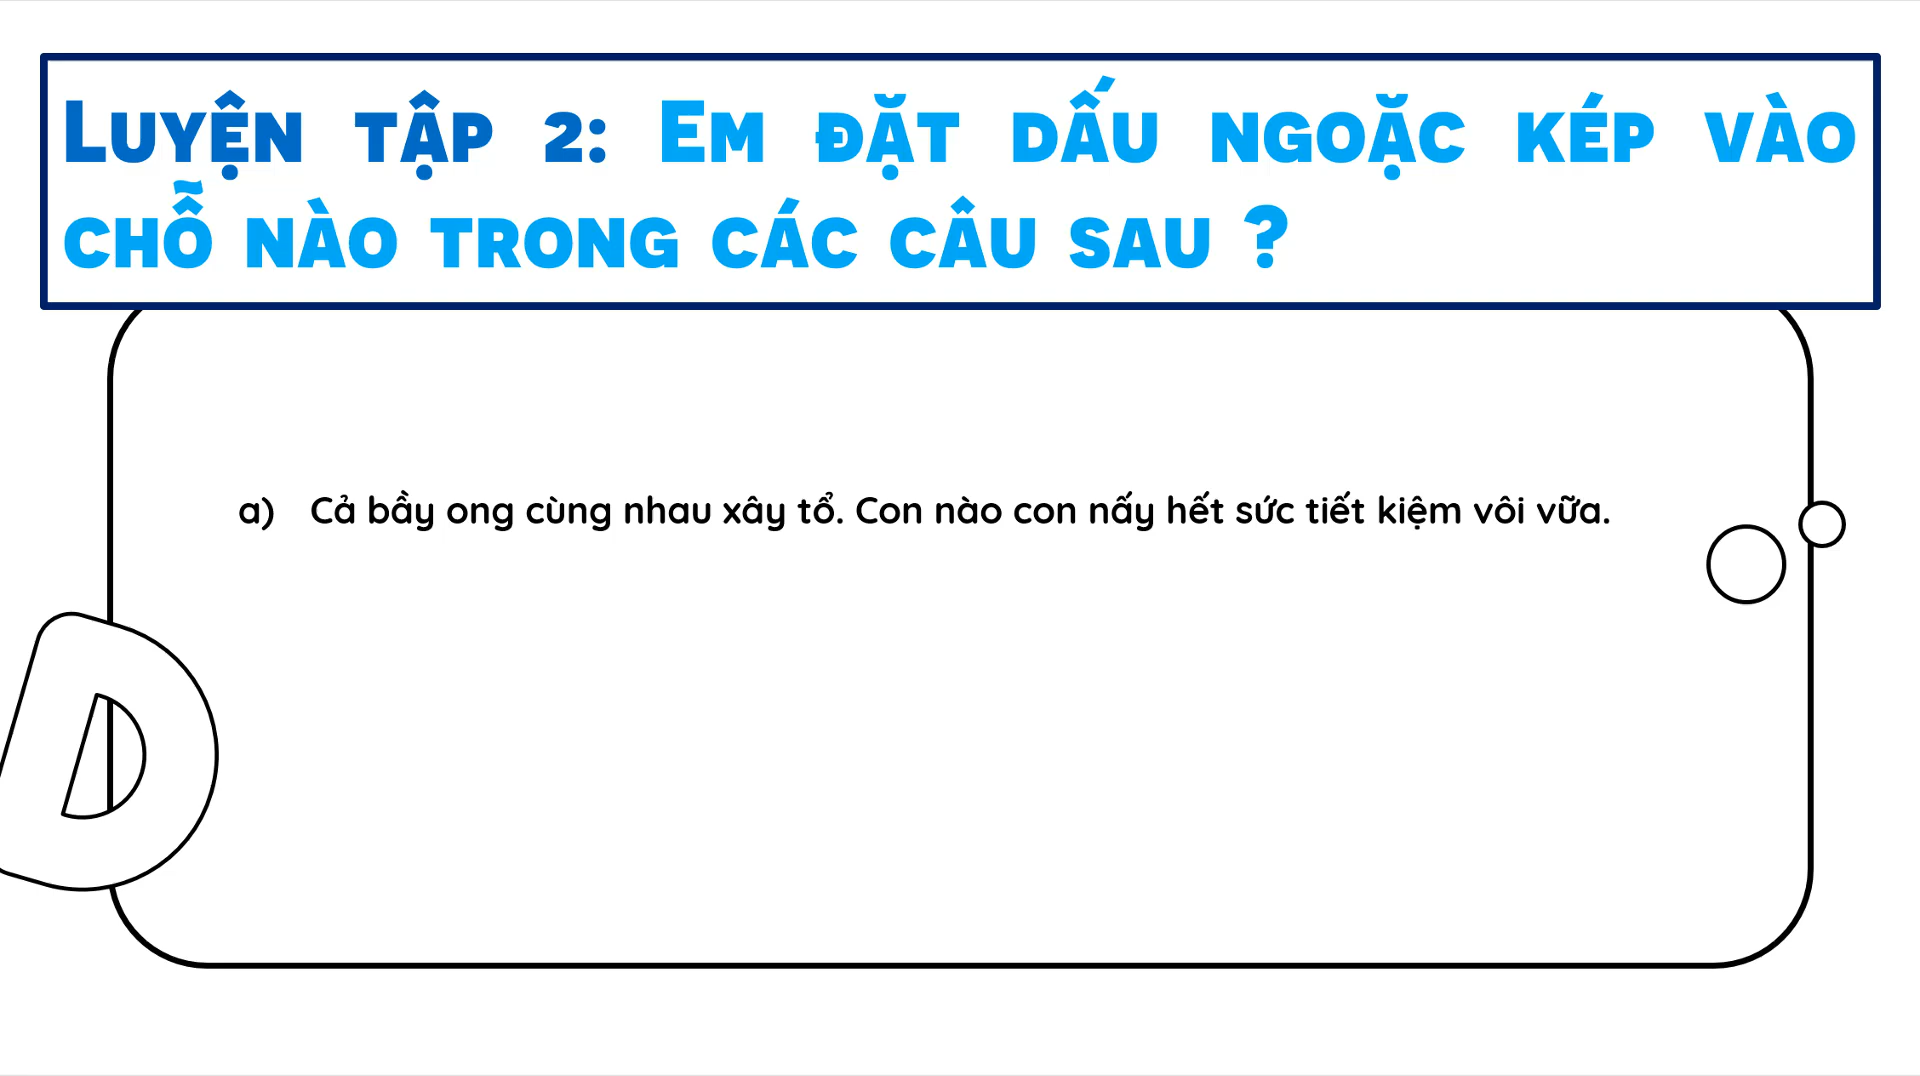 Luyện tập 2: Em đặt dấu ngoặc kép vào
chỗ nào trong các câu sau ?
a) Cả bầy ong cùng nhau xây tổ. Con nào con nấy hết sức tiết kiệm vôi vữa.
D